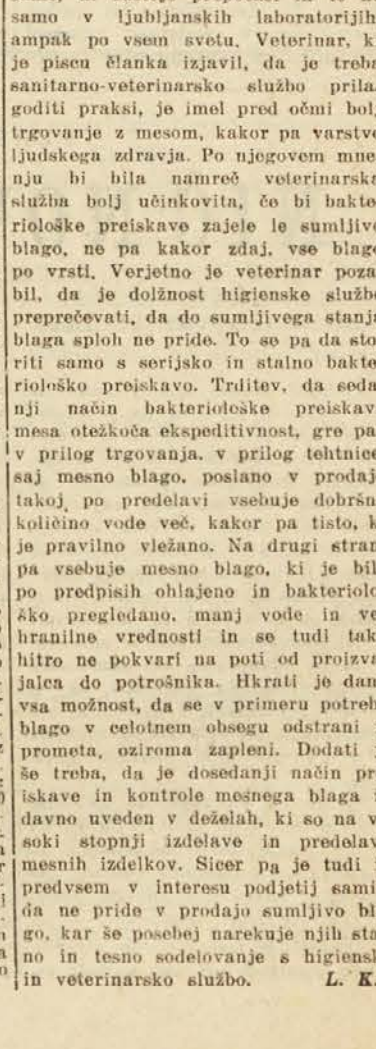 samo v ljubljanskih laboratorijih
ampak po vsem svetu. Veterinar, k
je piscu članka izjavil, da je treb
sanitarno-veterinarsko službo prila
goditi praksi, je imel pred očmi bol
trgovanje z mesom, kakor pa varstv
ljudskega zdravja. Po njegovem mne
nju bi bila namreč veterinarsk
služba bolj učinkovita, če bi bakte
riološke preiskave zajele le sumljiv
blago, ne pa kakor zdaj, vse blag
po vrsti. Verjetno je veterinar poza
bil, da je dolžnost higienske služb
preprečevati, da do sumljivega stanj
blaga sploh ne pride. To se pa da sto
riti samo s serijsko in stalno bakte
riološko preiskavo. Trditev, da seda
nji način bakteriološke preiskav
mesa otežkoča ekspeditivnost, gre pa
v prilog trgovanja, v prilog tehtnice
saj mesno blago, poslano v prodaj
takoj po predelavi vsebuje dobršn
količino vode več, kakor pa tisto, k
je pravilno vležano. Na drugi stran
pa vsebuje mesno blago, ki je bil
po predpisih ohlajeno in bakteriolo
ško pregledano, manj vode in ve
hranilne vrednosti in se tudi tak
hitro ne pokvari na poti od proizva
jalca do potrošnika. Hkrati je dan
vsa možnost, da se v primeru potreb
blago v celotnem obsegu odstrani
prometa, oziroma zapleni. Dodati j
še treba, da je dosedanji način pr
iskave in kontrole mesnega blaga ž
davno uveden v deželah, ki so na v
soki stopnji izdelave in predelav
mesnih izdelkov. Sicer pa je tudi i
predvsem v interesu podjetij sami
da ne pride v prodajo sumljivo bl
go, kar še posebej narekuje njih sta
no in tesno sodelovanje s higiensk
in veterinarsko službo. L. K.